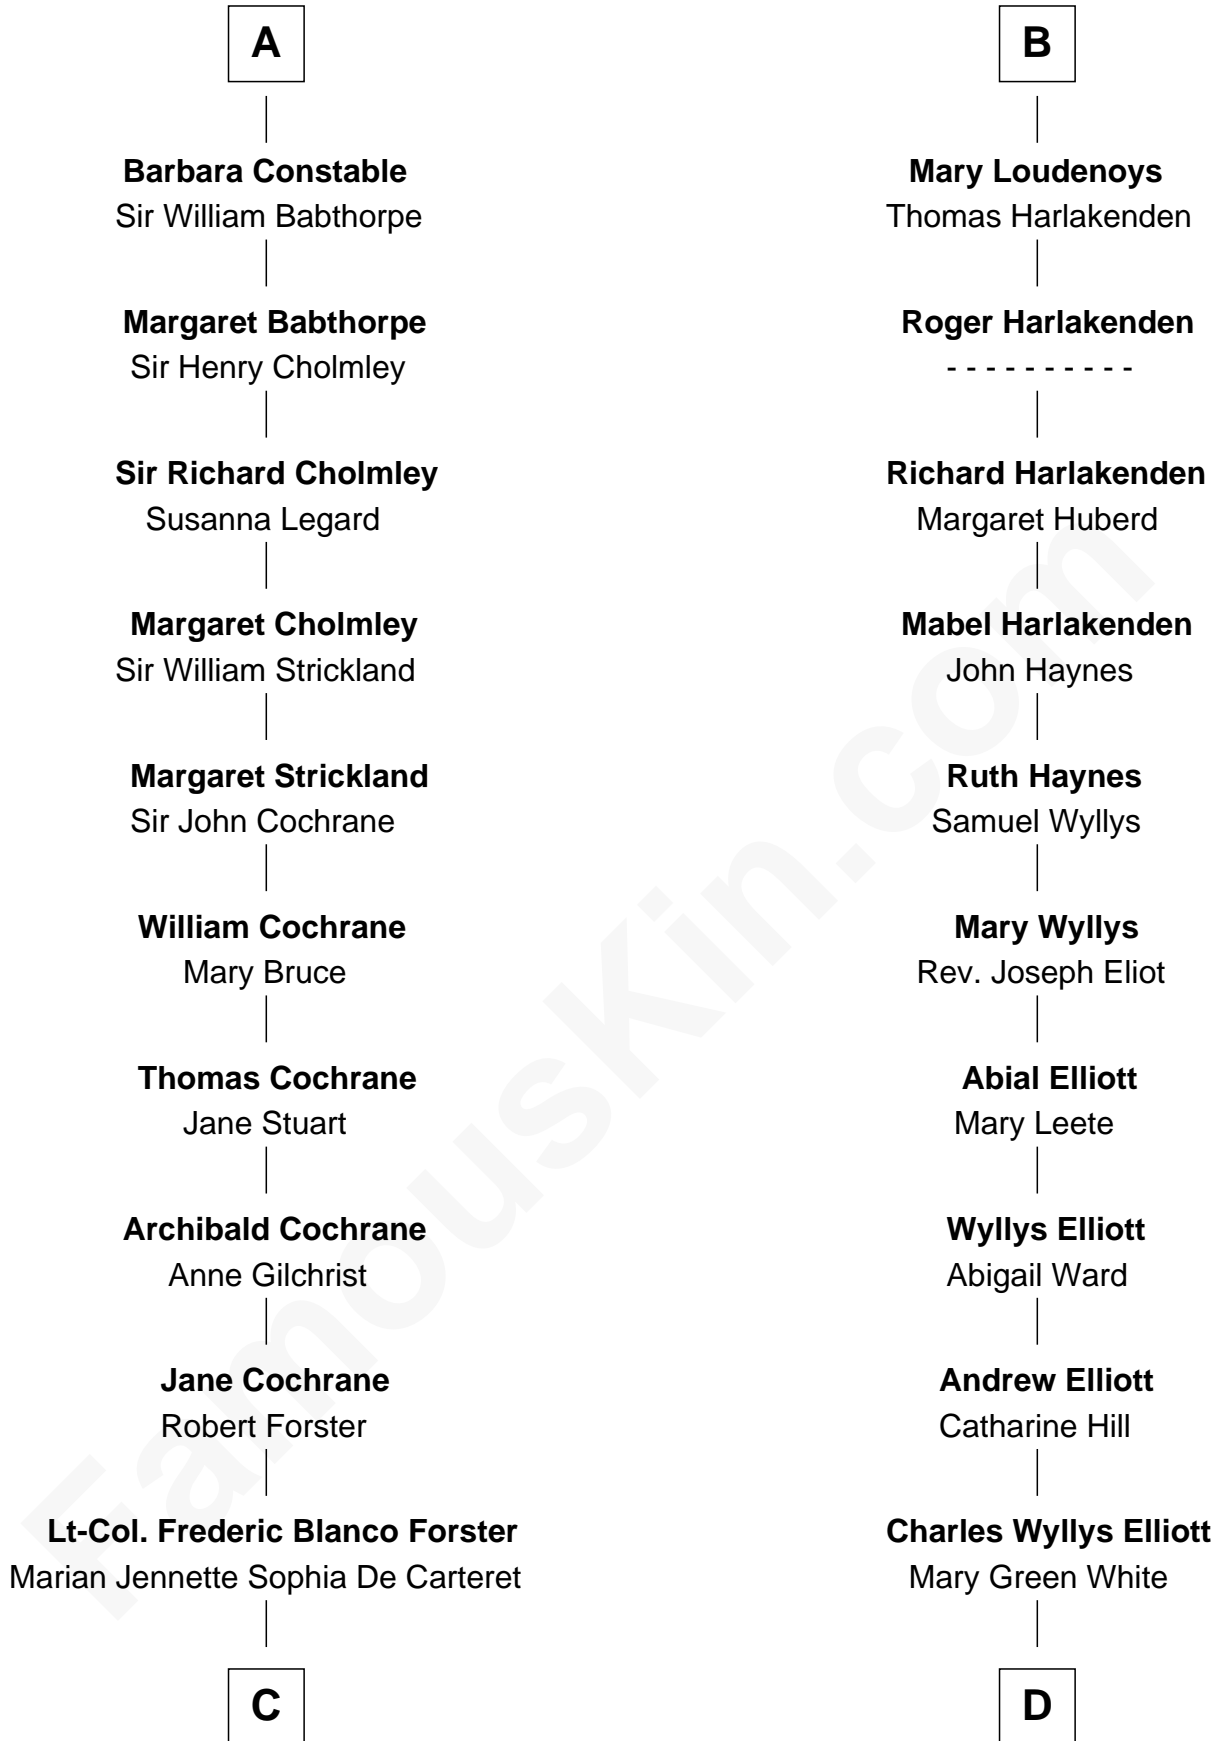 A
Barbara Constable
Sir William Babthorpe
Margaret Babthorpe
Sir Henry Cholmley
Sir Richard Cholmley
Susanna Legard
Margaret Cholmley
Sir William Strickland
Margaret Strickland
Sir John Cochrane
William Cochrane
Mary Bruce
Thomas Cochrane
Jane Stuart
Archibald Cochrane
Anne Gilchrist
Jane Cochrane
Robert Forster
Lt-Col. Frederic Blanco Forster
Marian Jennette Sophia De Carteret
C
B
Mary Loudenoys
Thomas Harlakenden
Roger Harlakenden
- - - - - - - - - -
Richard Harlakenden
Margaret Huberd
Mabel Harlakenden
John Haynes
Ruth Haynes
Samuel Wyllys
Mary Wyllys
Rev. Joseph Eliot
Abial Elliott
Mary Leete
Wyllys Elliott
Abigail Ward
Andrew Elliott
Catharine Hill
Charles Wyllys Elliott
Mary Green White
D
FamousKin.com